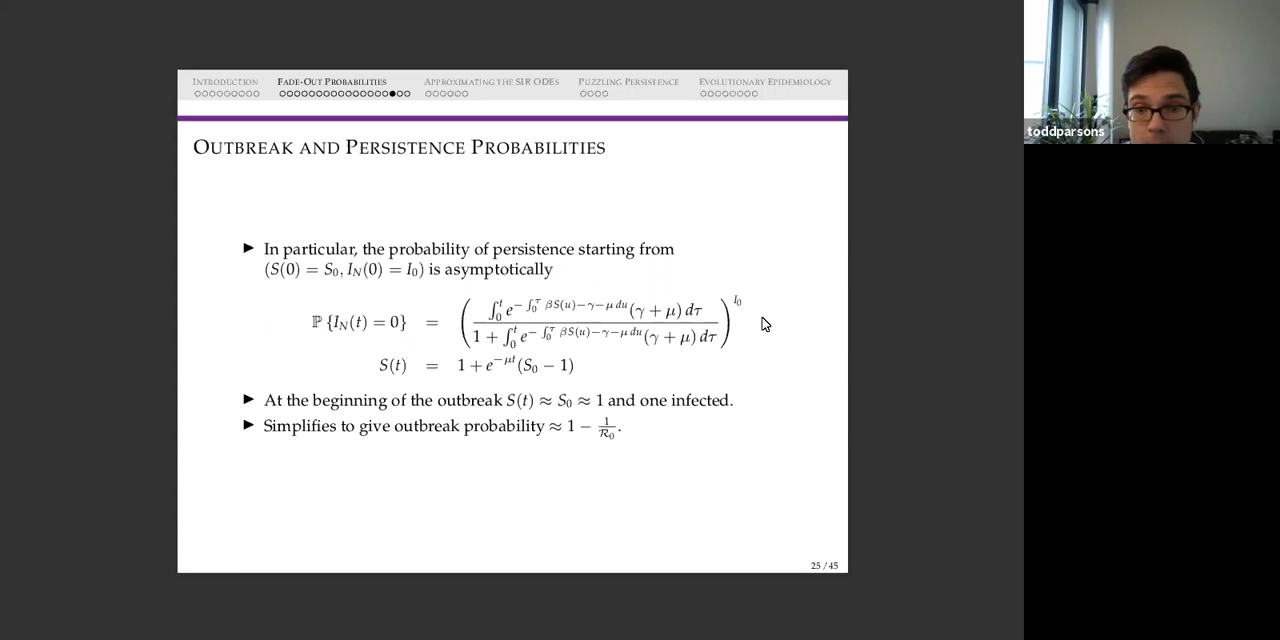 INTRODUCTION FADE-OUT PROBABILITIES APPROXIMATING THE SIR ODES PUZZLING PERSISTENCE EVOLUTIONARY EPIDEMIOLOGY
OUTBREAK AND PERSISTENCE PROBABILITIES
toddparsons
▶ In particular, the probability of persistence starting from
(S(0) = S₀, I_N(0) = I₀) is asymptotically
ℙ {I_N(t) = 0} = ( ∫₀ᵗ e^{− ∫₀^τ βS(u)−γ−μ du}(γ + μ) dτ / 1 + ∫₀ᵗ e^{− ∫₀^τ βS(u)−γ−μ du}(γ + μ) dτ )^{I₀}
S(t) = 1 + e^{−μt}(S₀ − 1)
▶ At the beginning of the outbreak S(t) ≈ S₀ ≈ 1 and one infected.
▶ Simplifies to give outbreak probability ≈ 1 − 1/R₀.
25 / 45